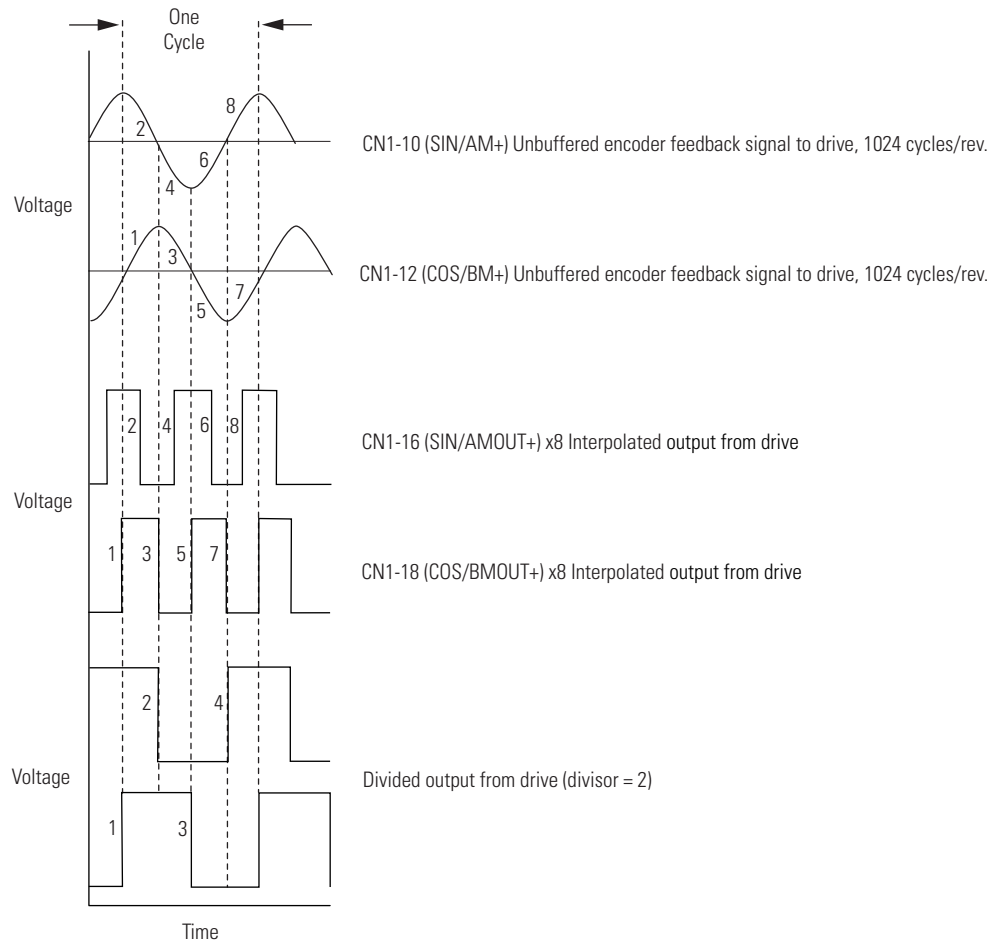 One
Cycle
8
2
CN1-10 (SIN/AM+) Unbuffered encoder feedback signal to drive, 1024 cycles/rev.
6
4
Voltage
1
3
CN1-12 (COS/BM+) Unbuffered encoder feedback signal to drive, 1024 cycles/rev.
7
5
2 4 6 8
CN1-16 (SIN/AMOUT+) x8 Interpolated output from drive
Voltage
1 3 5 7
CN1-18 (COS/BMOUT+) x8 Interpolated output from drive
2 4
Voltage
Divided output from drive (divisor = 2)
1 3
Time